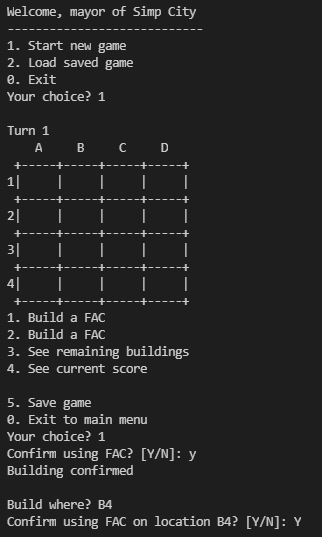 Welcome, mayor of Simp City
----------------------------
1. Start new game
2. Load saved game
0. Exit
Your choice? 1
Turn 1
A B C D
+-----+-----+-----+-----+
1| | | | |
+-----+-----+-----+-----+
2| | | | |
+-----+-----+-----+-----+
3| | | | |
+-----+-----+-----+-----+
4| | | | |
+-----+-----+-----+-----+
1. Build a FAC
2. Build a FAC
3. See remaining buildings
4. See current score
5. Save game
0. Exit to main menu
Your choice? 1
Confirm using FAC? [Y/N]: y
Building confirmed
Build where? B4
Confirm using FAC on location B4? [Y/N]: Y